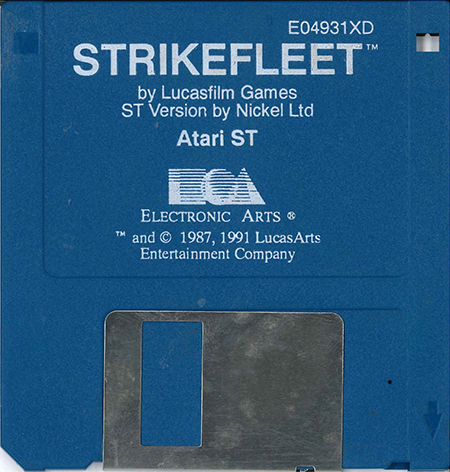 E04931XD
STRIKEFLEET™
by Lucasfilm Games
ST Version by Nickel Ltd
Atari ST
ECA
ELECTRONIC ARTS ®
™ and © 1987, 1991 LucasArts
Entertainment Company